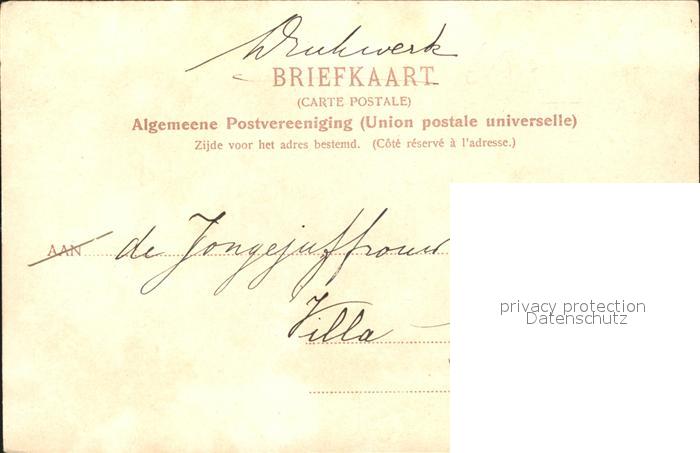 Drukwerk
BRIEFKAART
(CARTE POSTALE)
Algemeene Postvereeniging (Union postale universelle)
Zijde voor het adres bestemd. (Côté réservé à l'adresse.)
AAN de Jongejuffrouw
privacy protection
Datenschutz
Villa